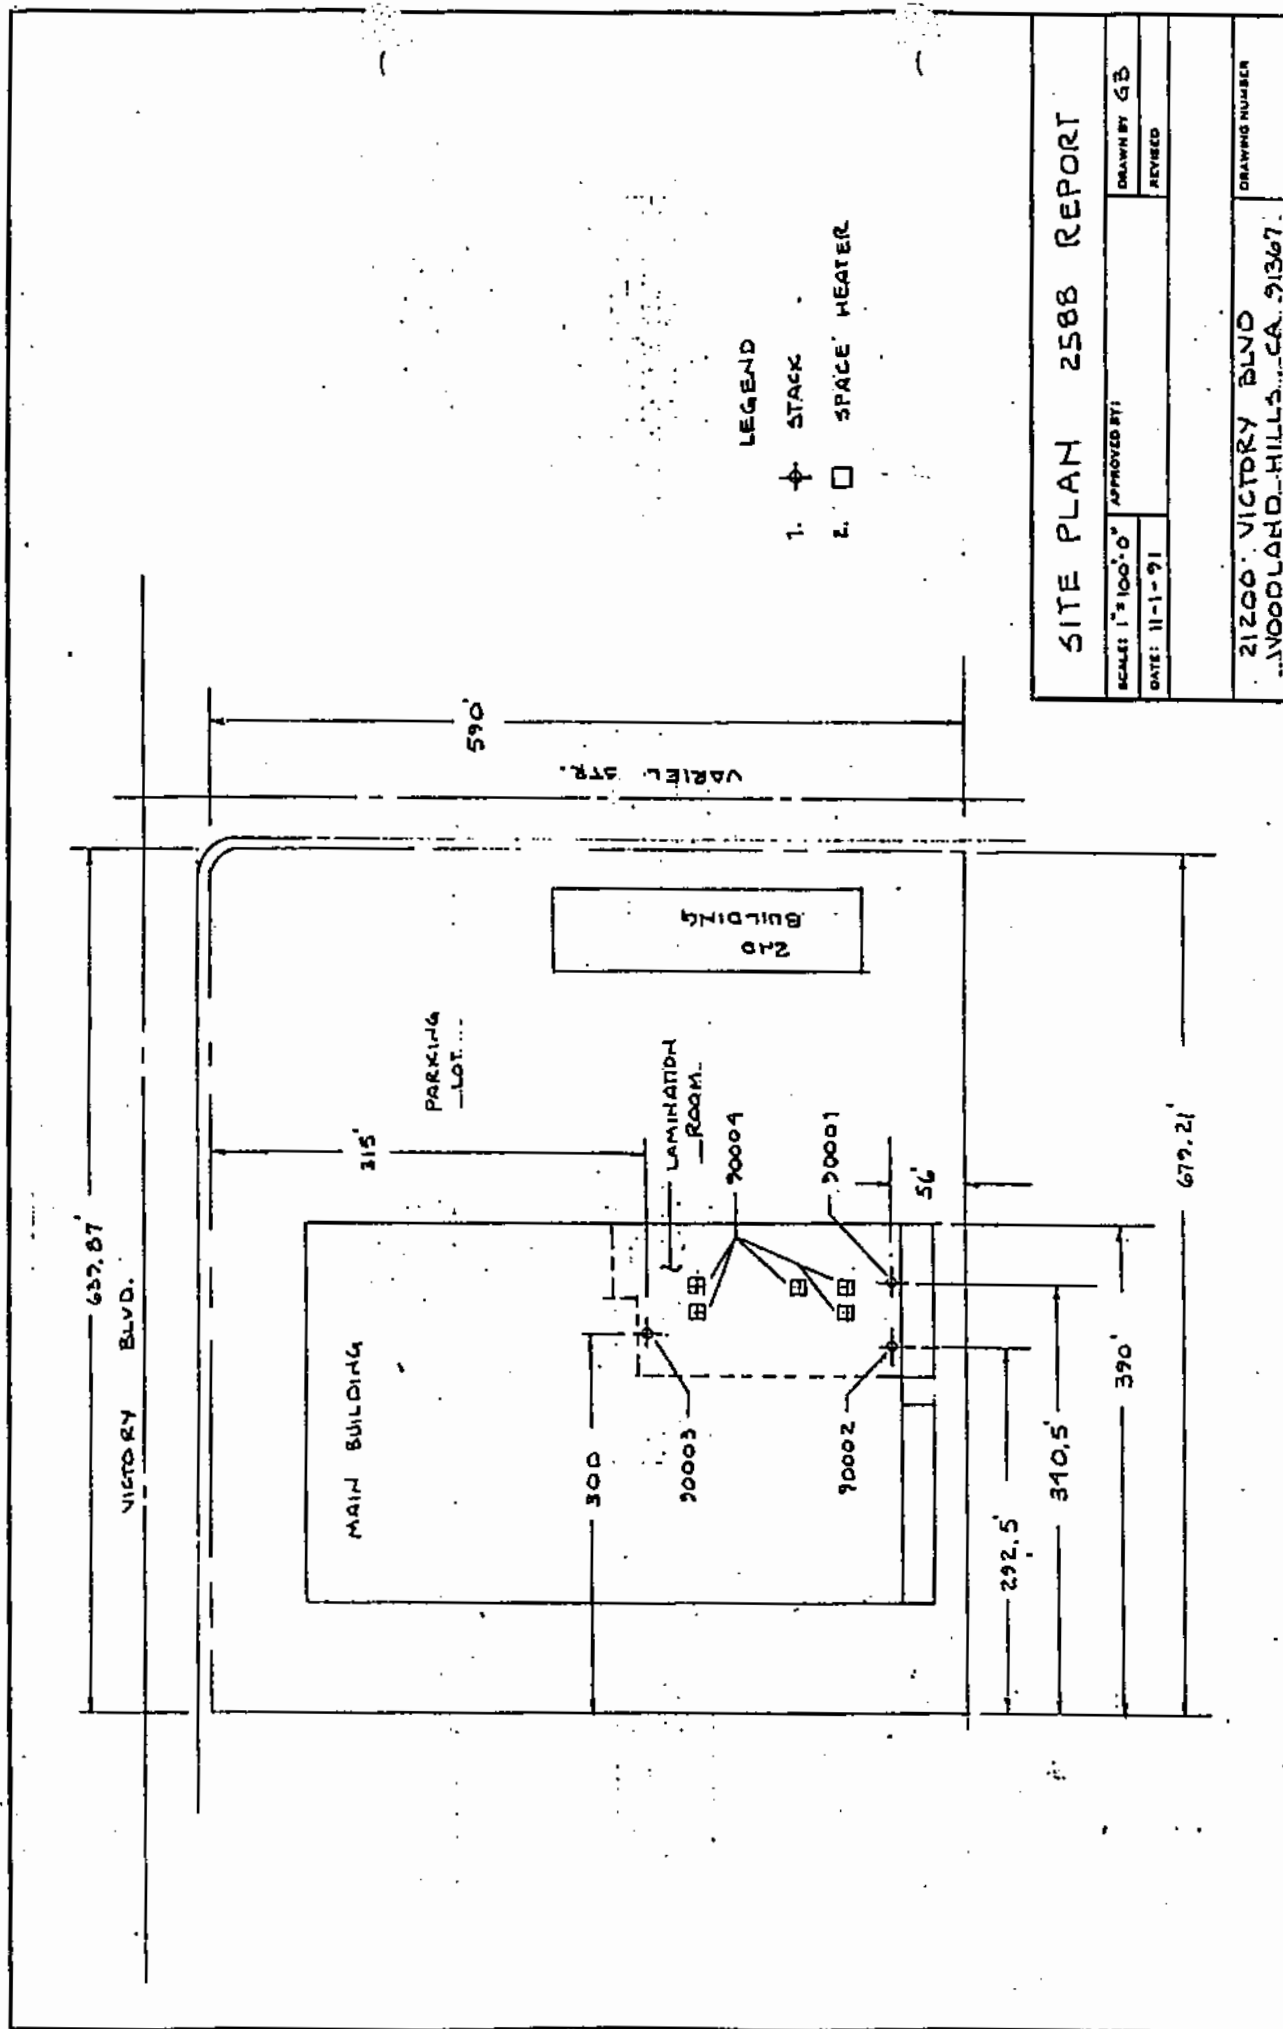 637.87'
VICTORY BLVD.
590'
VARIEL STR.
MAIN BUILDING
PARKING
LOT
315'
2ND
BUILDING
LAMINATION
ROOM
300
90003
90004
90002
90001
56'
292.5'
340.5'
390'
679.21'
LEGEND
1. STACK
2. SPACE HEATER
SITE PLAN 2588 REPORT
SCALE: 1"=100'-0"
APPROVED BY:
DRAWN BY GB
DATE: 11-1-91
REVISED
21200 VICTORY BLVD
WOODLAND HILLS CA. 91367.
DRAWING NUMBER